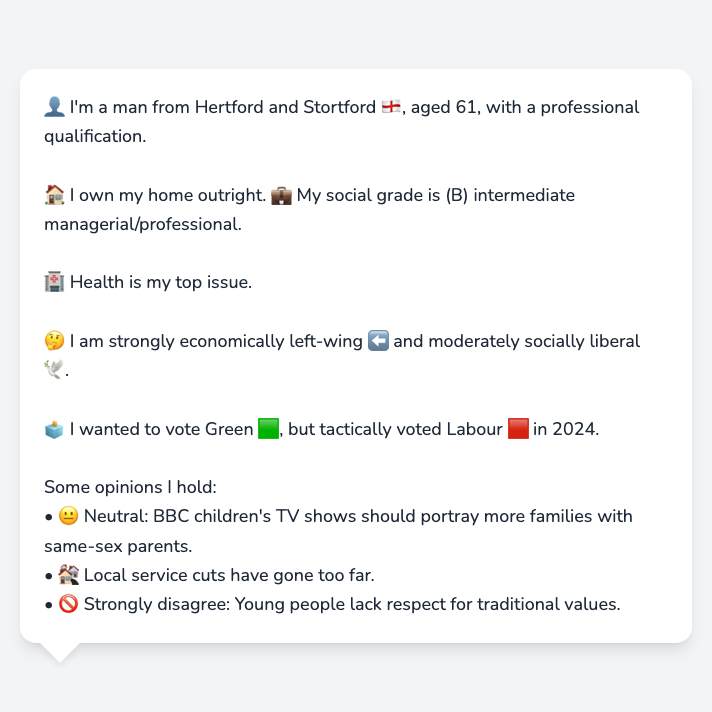 👤 I'm a man from Hertford and Stortford 🏴󠁧󠁢󠁥󠁮󠁧󠁿, aged 61, with a professional
qualification.
🏠 I own my home outright. 💼 My social grade is (B) intermediate
managerial/professional.
🏥 Health is my top issue.
🤔 I am strongly economically left-wing ⬅️ and moderately socially liberal
🕊️.
🗳️ I wanted to vote Green 🟩, but tactically voted Labour 🟥 in 2024.
Some opinions I hold:
• 😐 Neutral: BBC children's TV shows should portray more families with
same-sex parents.
• 🏚️ Local service cuts have gone too far.
• 🚫 Strongly disagree: Young people lack respect for traditional values.